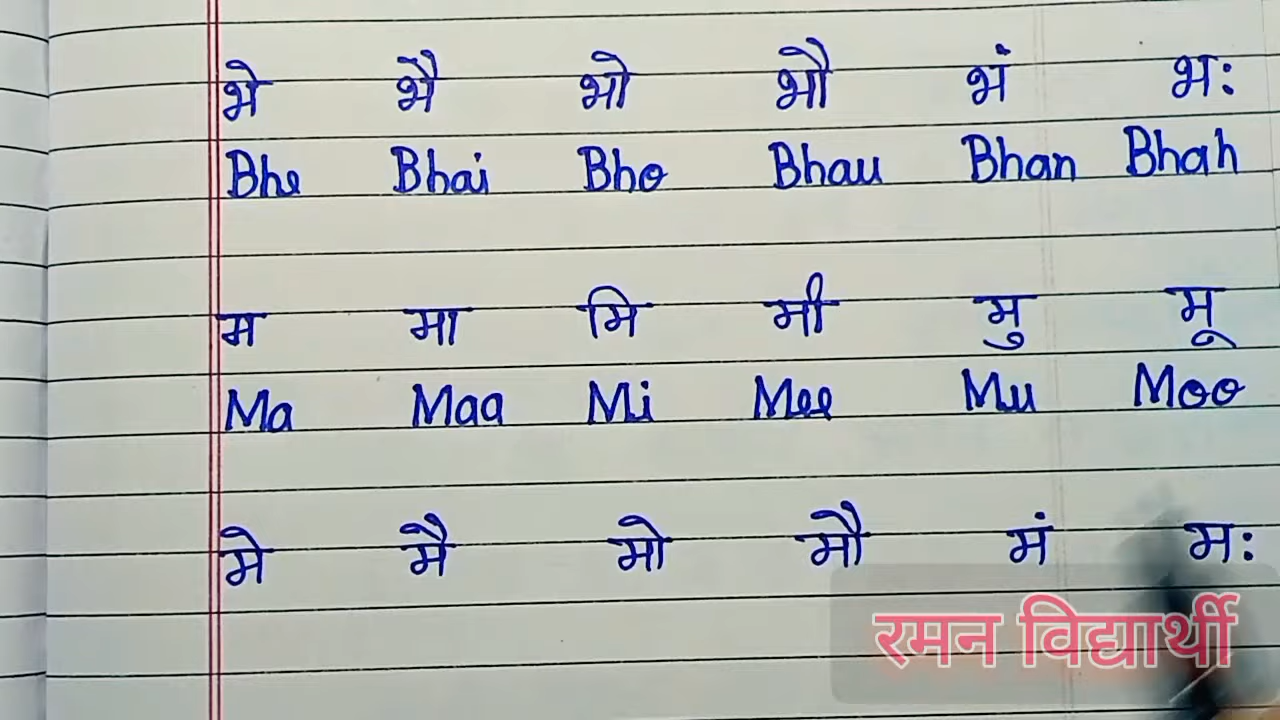 भे भै भो भौ भं भः
Bhe Bhai Bho Bhau Bhan Bhah
म मा मि मी मु मू
Ma Maa Mi Mee Mu Moo
मे मै मो मौ मं मः
रमन विद्यार्थी